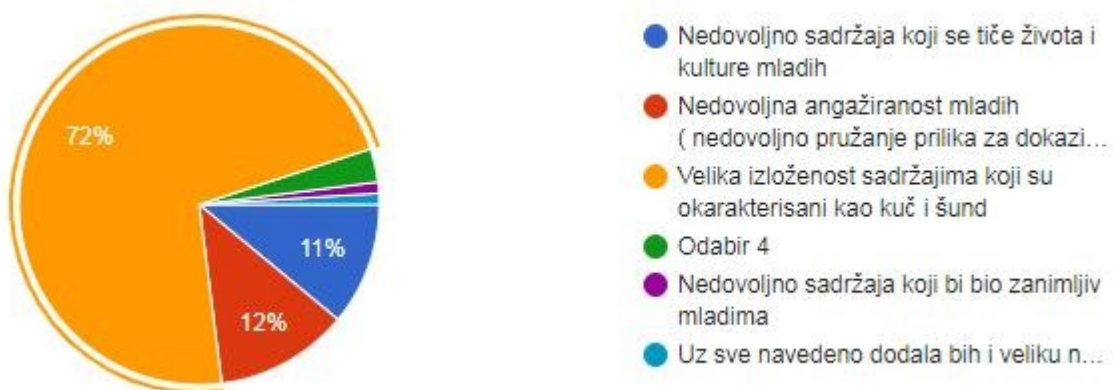 72%
11%
12%
Nedovoljno sadržaja koji se tiče života i
kulture mladih
Nedovoljna angažiranost mladih
( nedovoljno pružanje prilika za dokazi...
Velika izloženost sadržajima koji su
okarakterisani kao kuč i šund
Odabir 4
Nedovoljno sadržaja koji bi bio zanimljiv
mladima
Uz sve navedeno dodala bih i veliku n...